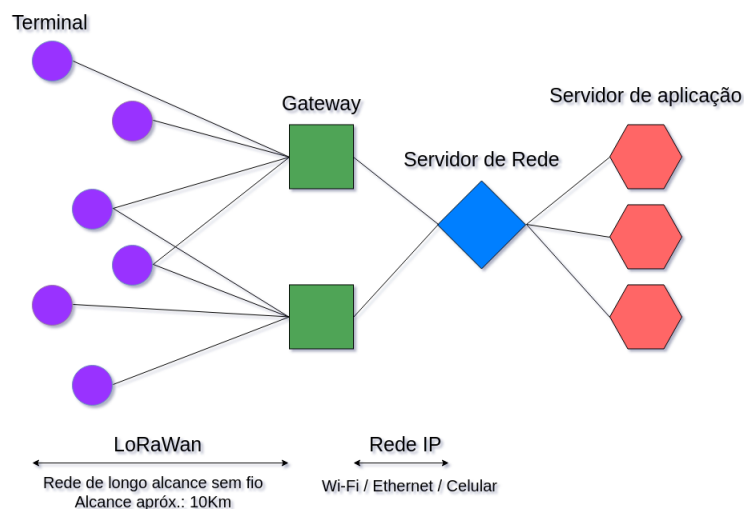 Terminal
Gateway
Servidor de aplicação
Servidor de Rede
LoRaWan
Rede de longo alcance sem fio
Alcance apróx.: 10Km
Rede IP
Wi-Fi / Ethernet / Celular